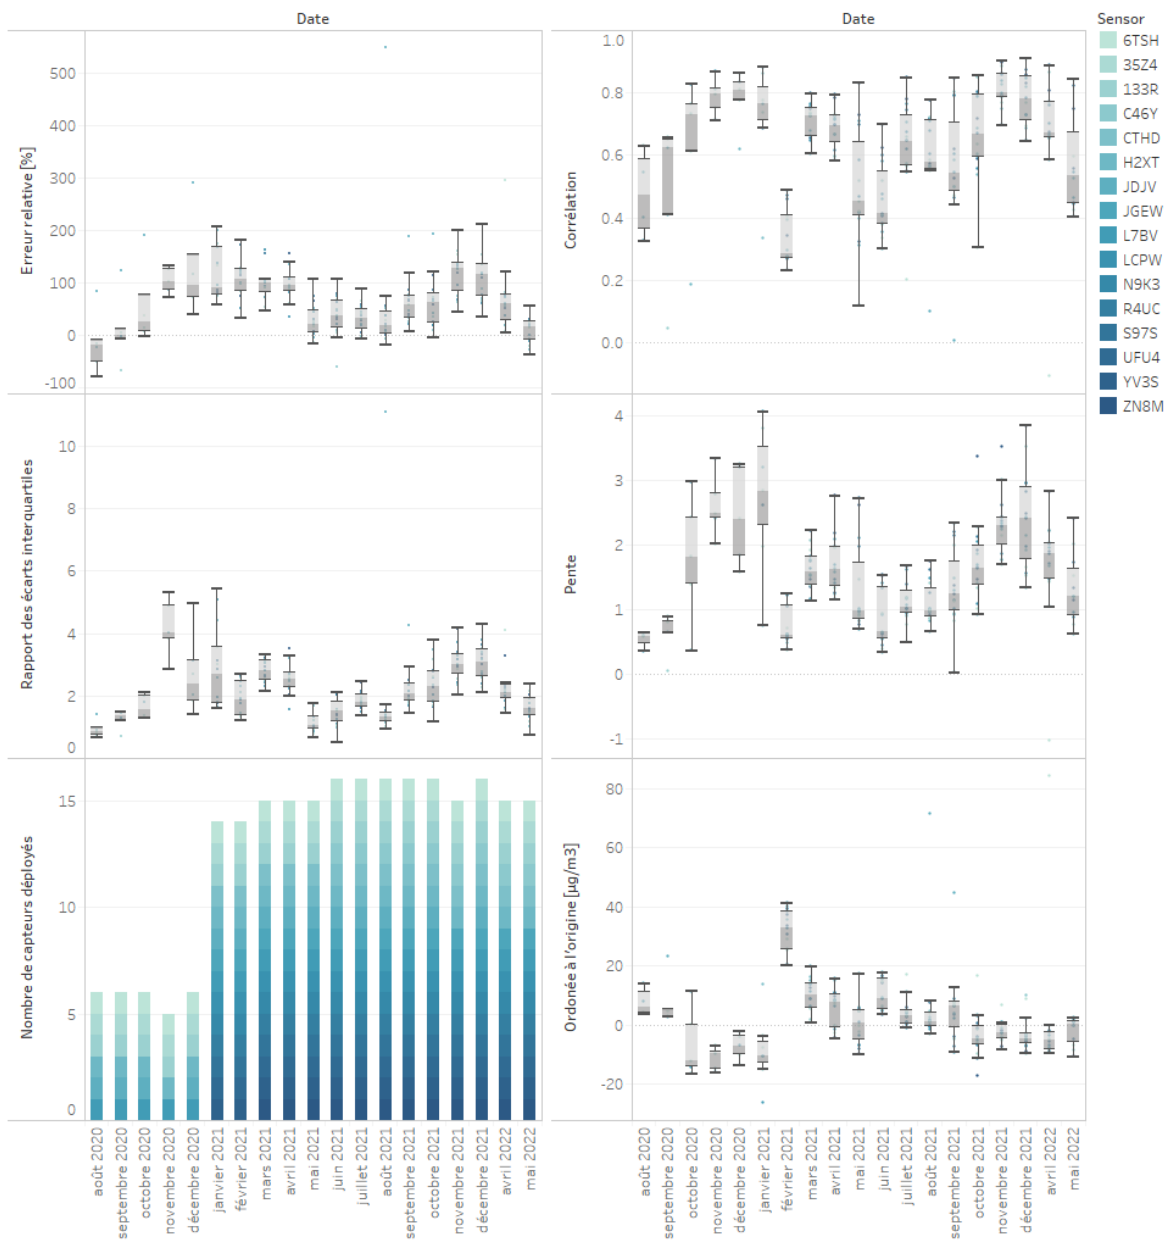 Date
Erreur relative [%]
500
400
300
200
100
0
-100
Rapport des écarts interquartiles
10
8
6
4
2
0
Nombre de capteurs déployés
15
10
5
0
août 2020
septembre 2020
octobre 2020
novembre 2020
décembre 2020
janvier 2021
février 2021
mars 2021
avril 2021
mai 2021
juin 2021
juillet 2021
août 2021
septembre 2021
octobre 2021
novembre 2021
décembre 2021
avril 2022
mai 2022
Date
Corrélation
1.0
0.8
0.6
0.4
0.2
0.0
Pente
4
3
2
1
0
-1
Ordonée à l'origine [µg/m3]
80
60
40
20
0
-20
août 2020
septembre 2020
octobre 2020
novembre 2020
décembre 2020
janvier 2021
février 2021
mars 2021
avril 2021
mai 2021
juin 2021
juillet 2021
août 2021
septembre 2021
octobre 2021
novembre 2021
décembre 2021
avril 2022
mai 2022
Sensor
6TSH
35Z4
133R
C46Y
CTHD
H2XT
JDJV
JGEW
L7BV
LCPW
N9K3
R4UC
S97S
UFU4
YV3S
ZN8M